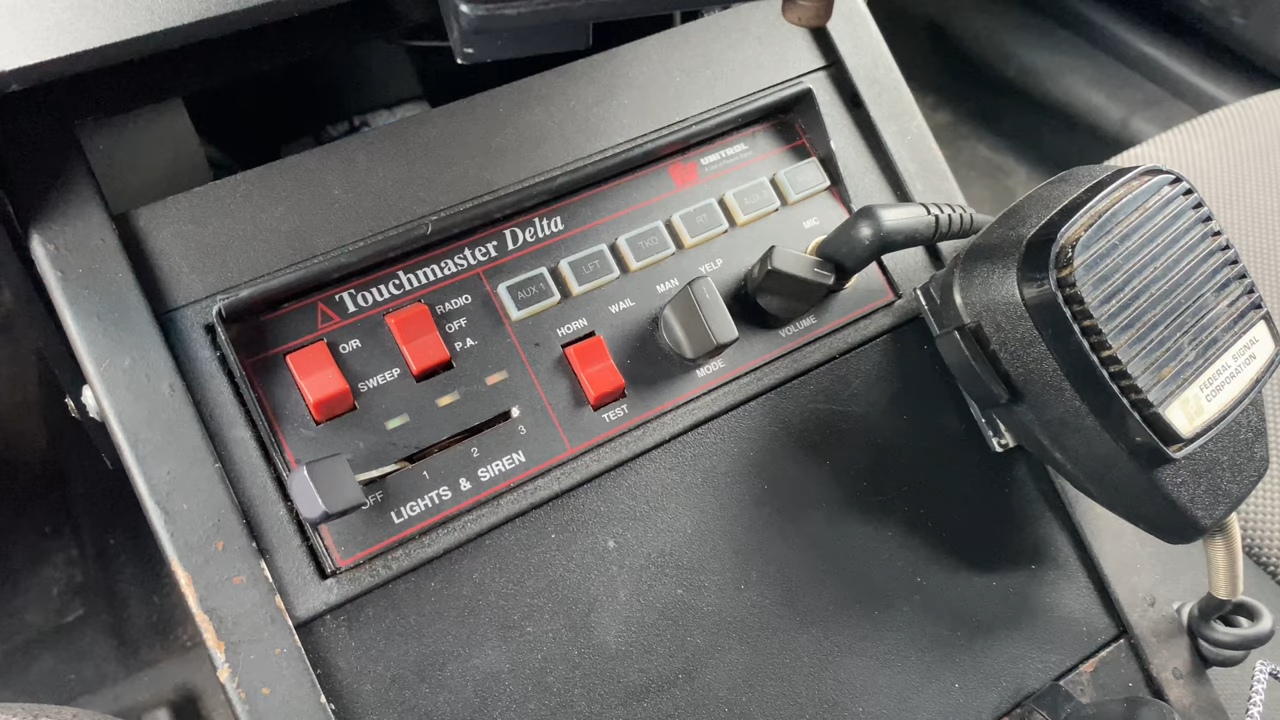 Touchmaster Delta
UNITROL
O/R
RADIO
OFF
P.A.
SWEEP
AUX 1
LFT
TKD
RT
AUX
MIC
HORN
WAIL
MAN
YELP
TEST
MODE
VOLUME
OFF
1
2
3
LIGHTS & SIREN
FEDERAL SIGNAL
CORPORATION